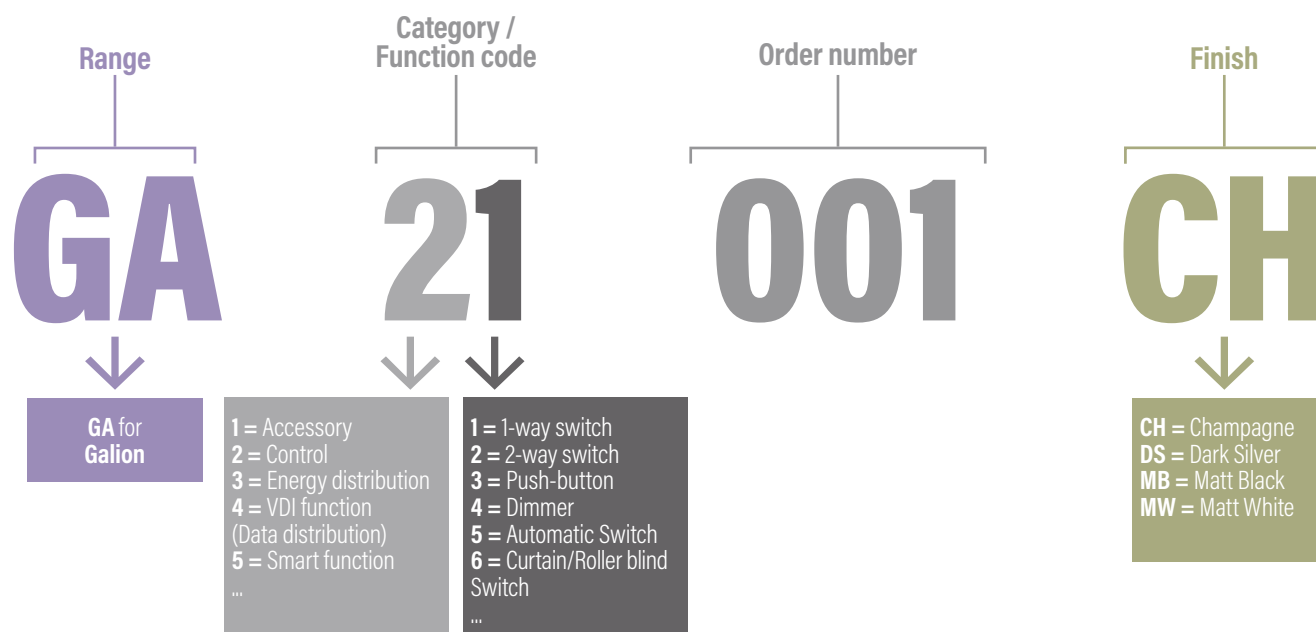 Range
Category /
Function code
Order number
Finish
GA
21
001
CH
GA for
Galion
1 = Accessory
2 = Control
3 = Energy distribution
4 = VDI function
(Data distribution)
5 = Smart function
...
1 = 1-way switch
2 = 2-way switch
3 = Push-button
4 = Dimmer
5 = Automatic Switch
6 = Curtain/Roller blind
Switch
...
CH = Champagne
DS = Dark Silver
MB = Matt Black
MW = Matt White